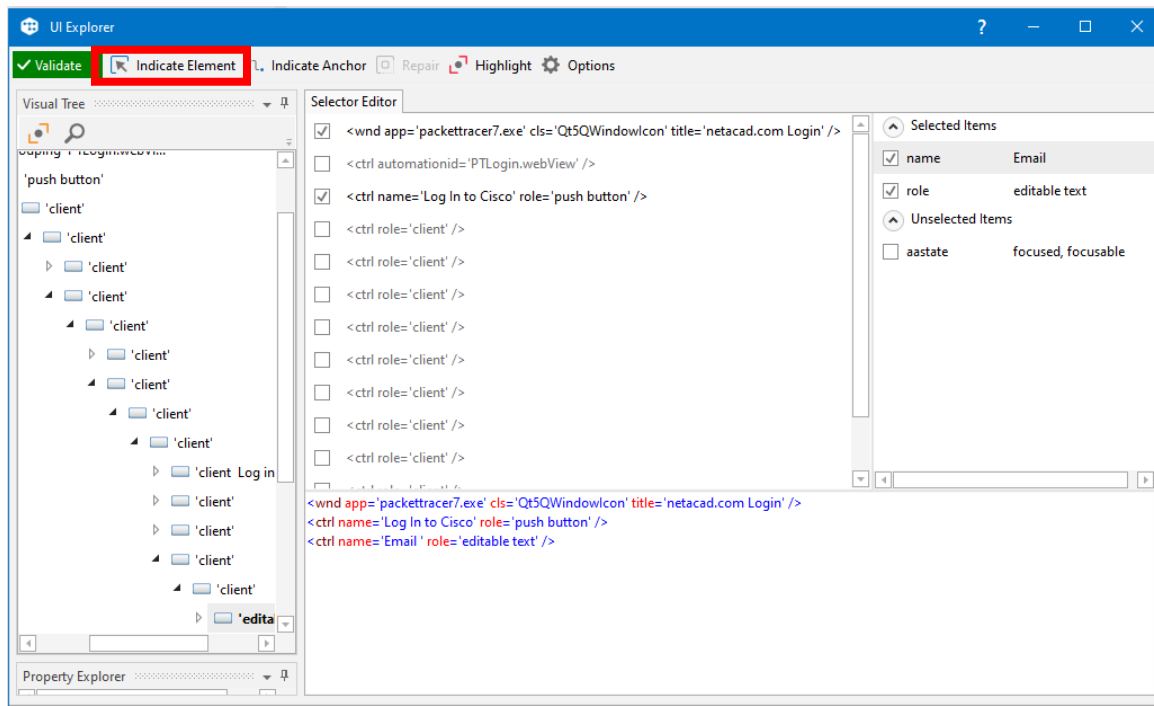 UI Explorer
Validate Indicate Element Indicate Anchor Repair Highlight Options
Visual Tree
'push button'
'client'
'client'
'client'
'client'
'client'
'client'
'client'
'client'
'client'
'client Log in
'client'
'client'
'client'
'client'
'edita
Property Explorer
Selector Editor
<wnd app='packettracer7.exe' cls='Qt5QWindowIcon' title='netacad.com Login' />
<ctrl automationid='PTLogin.webView' />
<ctrl name='Log In to Cisco' role='push button' />
<ctrl role='client' />
<ctrl role='client' />
<ctrl role='client' />
<ctrl role='client' />
<ctrl role='client' />
<ctrl role='client' />
<ctrl role='client' />
<ctrl role='client' />
Selected Items
name Email
role editable text
Unselected Items
aastate focused, focusable
<wnd app='packettracer7.exe' cls='Qt5QWindowIcon' title='netacad.com Login' />
<ctrl name='Log In to Cisco' role='push button' />
<ctrl name='Email ' role='editable text' />